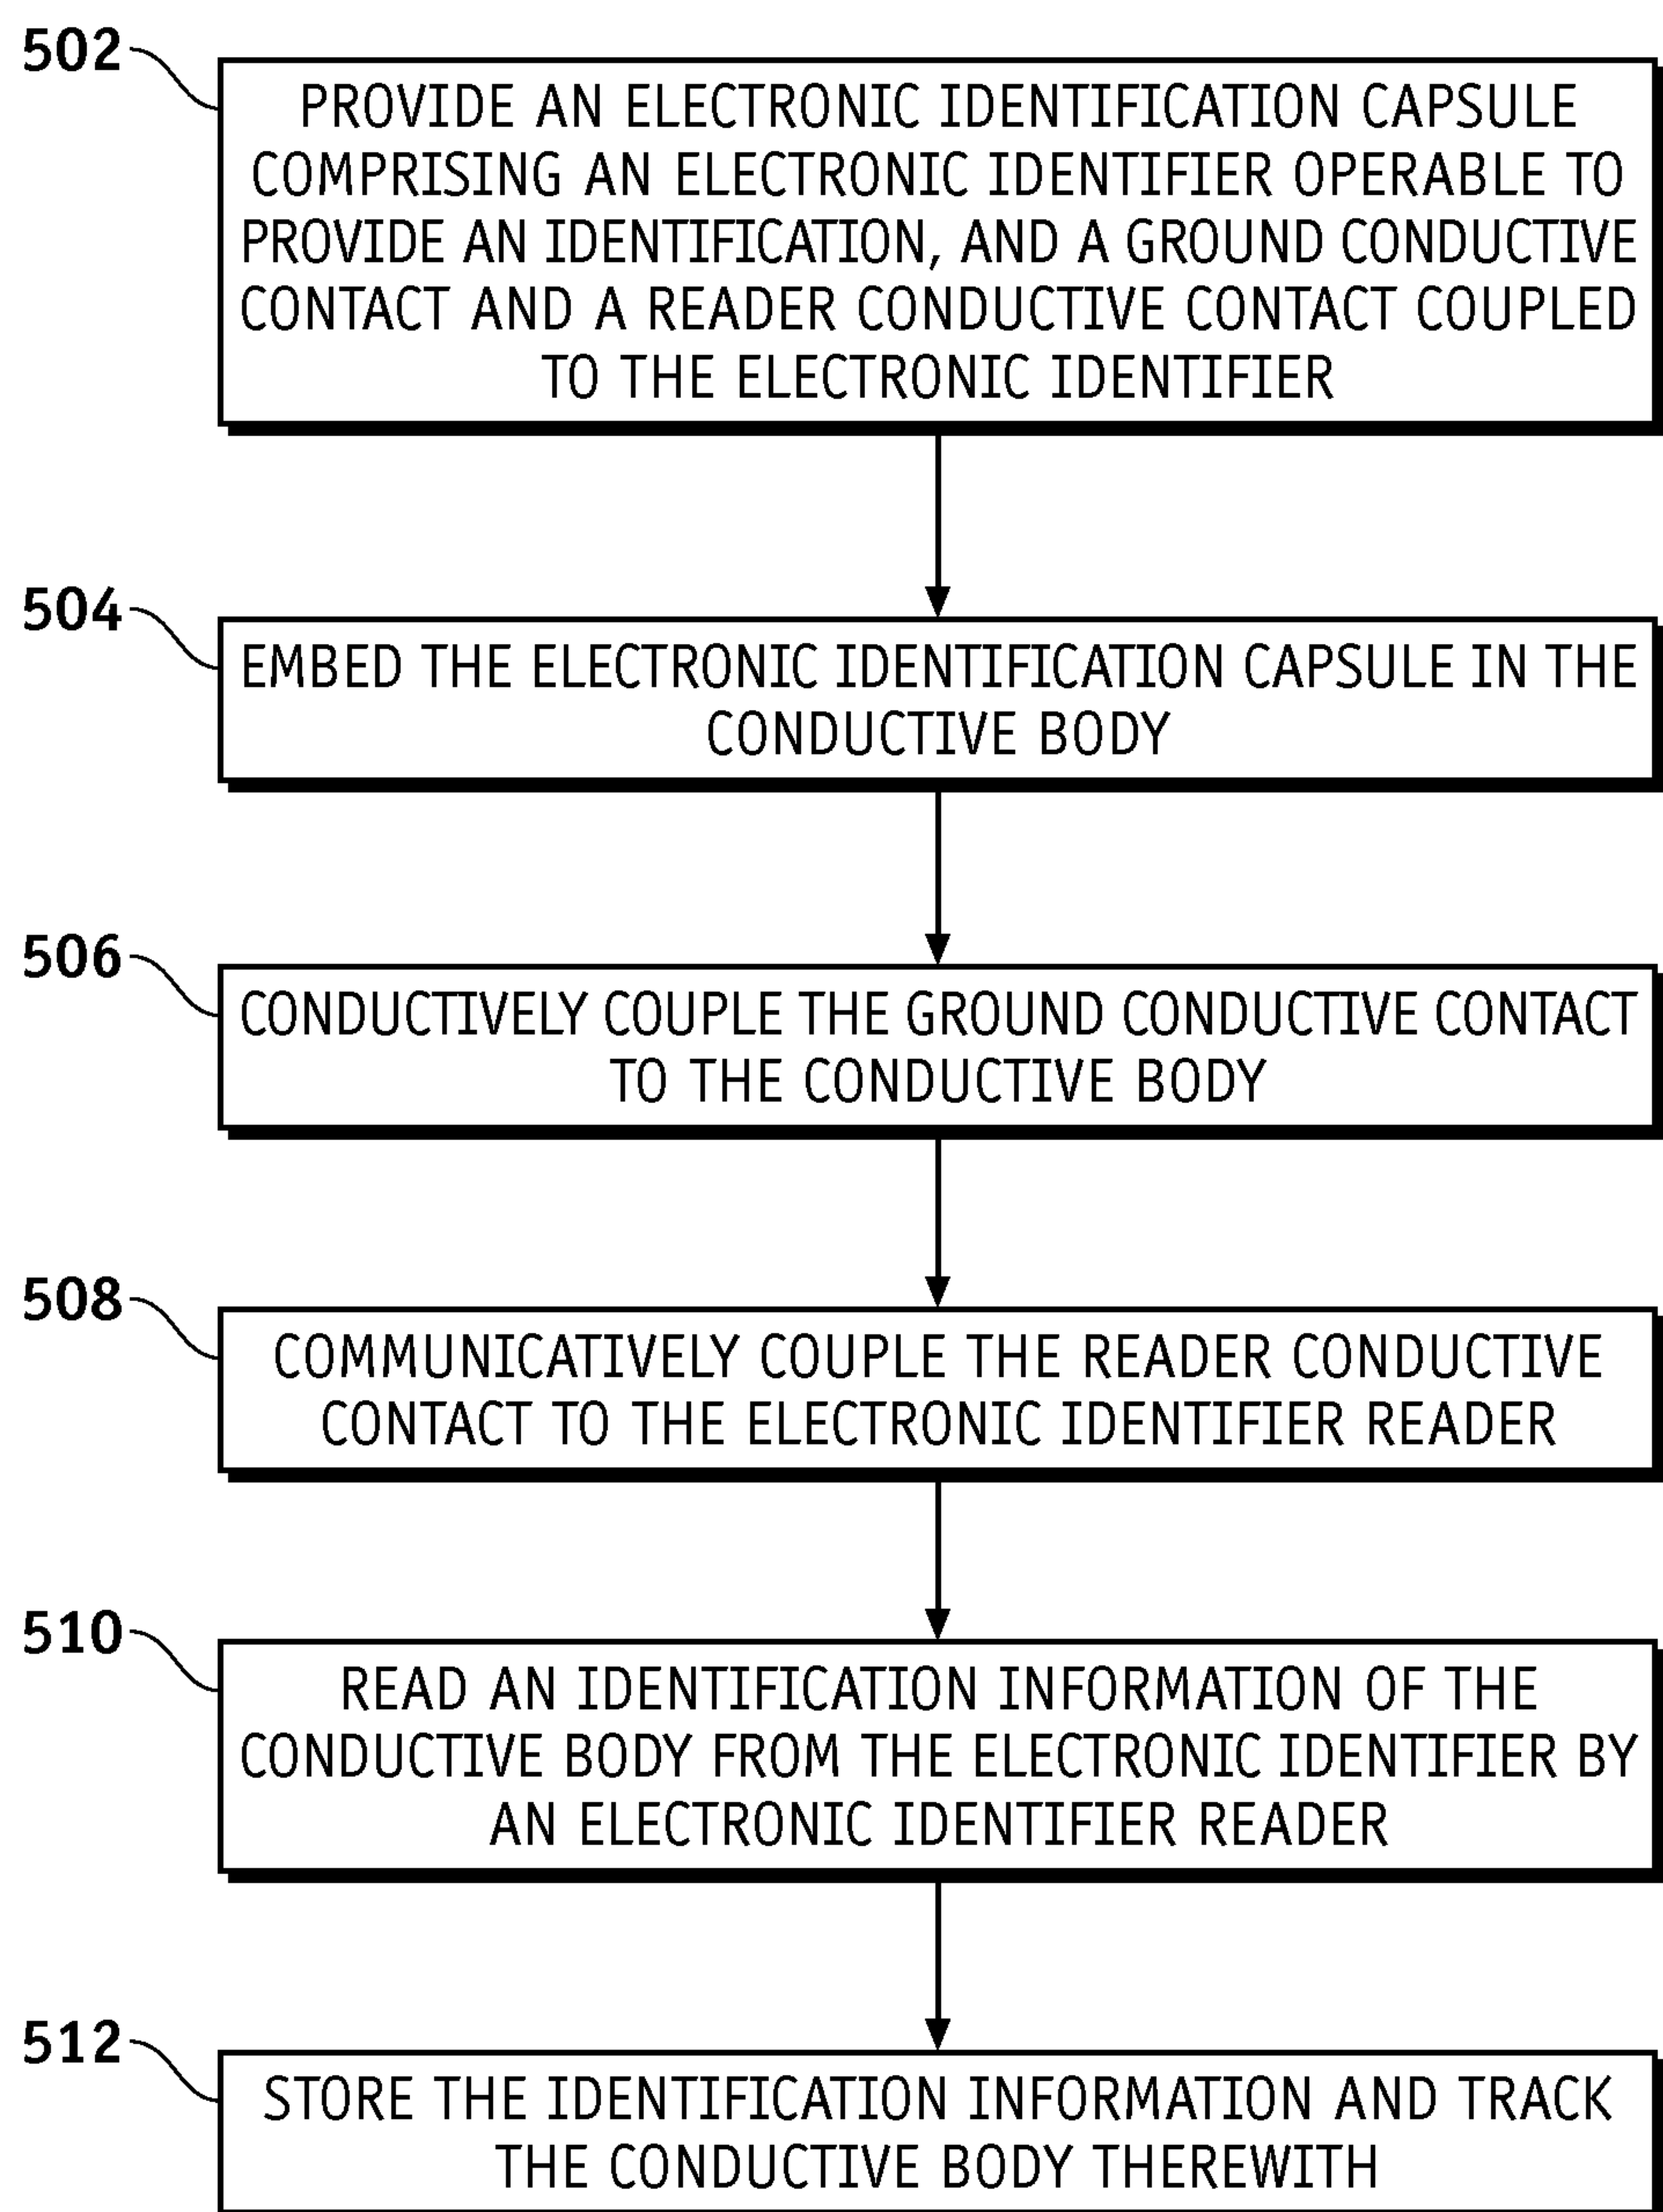 502
PROVIDE AN ELECTRONIC IDENTIFICATION CAPSULE
COMPRISING AN ELECTRONIC IDENTIFIER OPERABLE TO
PROVIDE AN IDENTIFICATION, AND A GROUND CONDUCTIVE
CONTACT AND A READER CONDUCTIVE CONTACT COUPLED
TO THE ELECTRONIC IDENTIFIER
504
EMBED THE ELECTRONIC IDENTIFICATION CAPSULE IN THE
CONDUCTIVE BODY
506
CONDUCTIVELY COUPLE THE GROUND CONDUCTIVE CONTACT
TO THE CONDUCTIVE BODY
508
COMMUNICATIVELY COUPLE THE READER CONDUCTIVE
CONTACT TO THE ELECTRONIC IDENTIFIER READER
510
READ AN IDENTIFICATION INFORMATION OF THE
CONDUCTIVE BODY FROM THE ELECTRONIC IDENTIFIER BY
AN ELECTRONIC IDENTIFIER READER
512
STORE THE IDENTIFICATION INFORMATION AND TRACK
THE CONDUCTIVE BODY THEREWITH